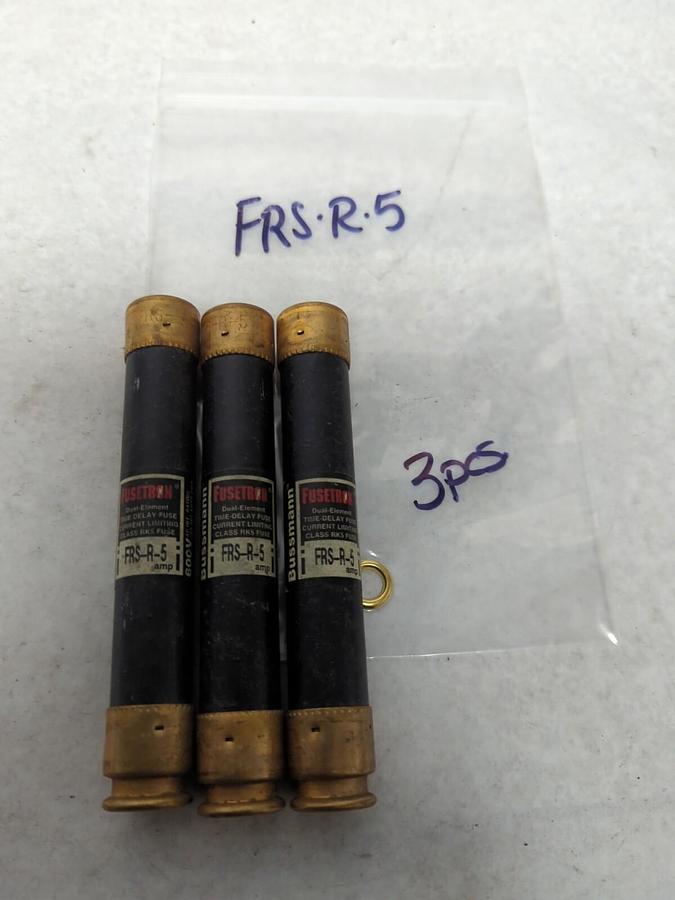 FRS·R·5
3pcs
R-5
FUSETRON®
Dual-Element
TIME-DELAY FUSE
CURRENT LIMITING
CLASS RK5 FUSE
FRS-R-5
amp
600V
Bussmann
FUSETRON®
Dual-Element
TIME-DELAY FUSE
CURRENT LIMITING
CLASS RK5 FUSE
FRS-R-5
amp
Bussmann
FUSETRON
Dual-Element
TIME-DELAY FUSE
CURRENT LIMITING
CLASS RK5 FUSE
FRS-R-5
amp